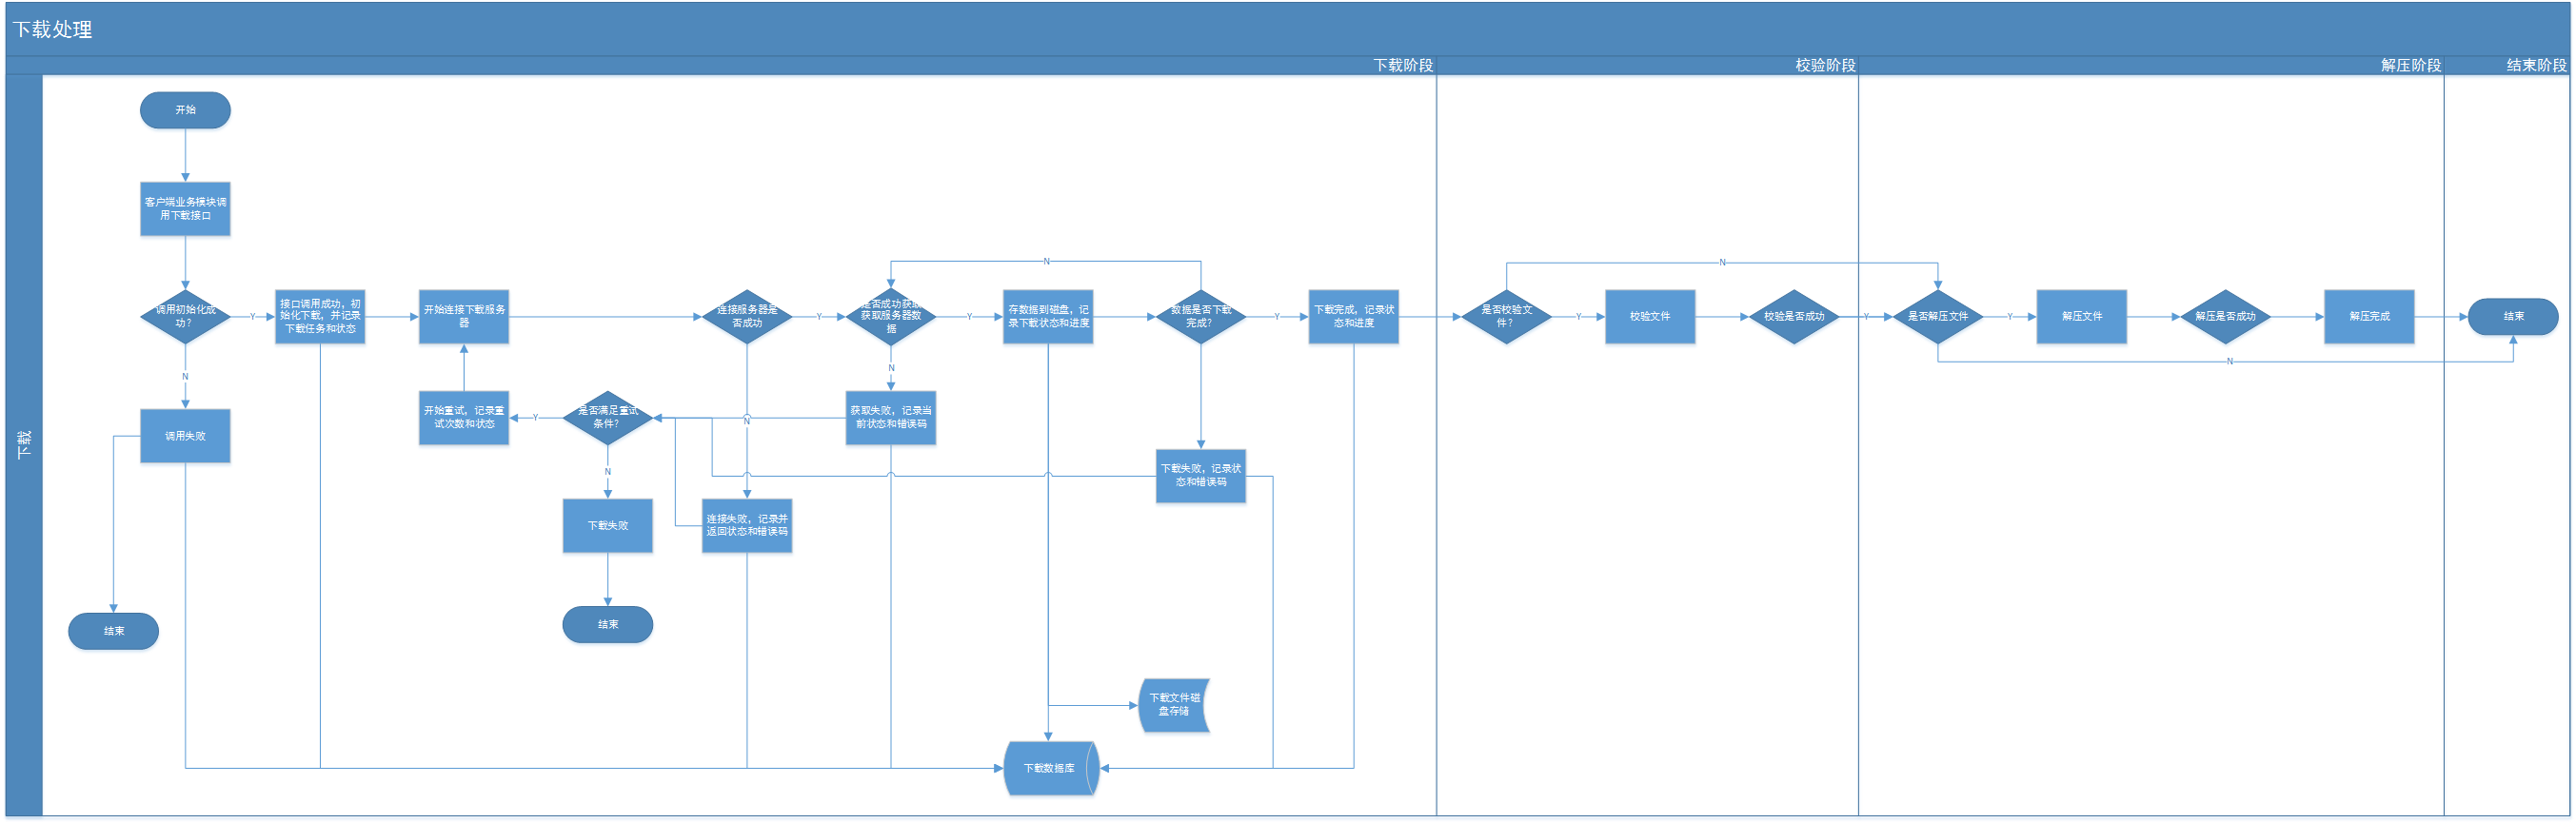 下载处理
下载阶段
校验阶段
解压阶段
结束阶段
下载
开始
客户端业务模块调
用下载接口
调用初始化成
功？
Y
接口调用成功，初
始化下载，并记录
下载任务和状态
开始连接下载服务
器
连接服务器是
否成功
Y
是否成功获取
获取服务器数
据
Y
存数据到磁盘，记
录下载状态和进度
数据是否下载
完成？
Y
下载完成，记录状
态和进度
N
是否校验文
件？
Y
校验文件
校验是否成功
Y
N
是否解压文件
Y
解压文件
解压是否成功
解压完成
结束
N
N
调用失败
结束
开始重试，记录重
试次数和状态
Y
是否满足重试
条件？
N
N
获取失败，记录当
前状态和错误码
N
下载失败
连接失败，记录并
返回状态和错误码
结束
下载失败，记录状
态和错误码
下载文件磁
盘存储
下载数据库